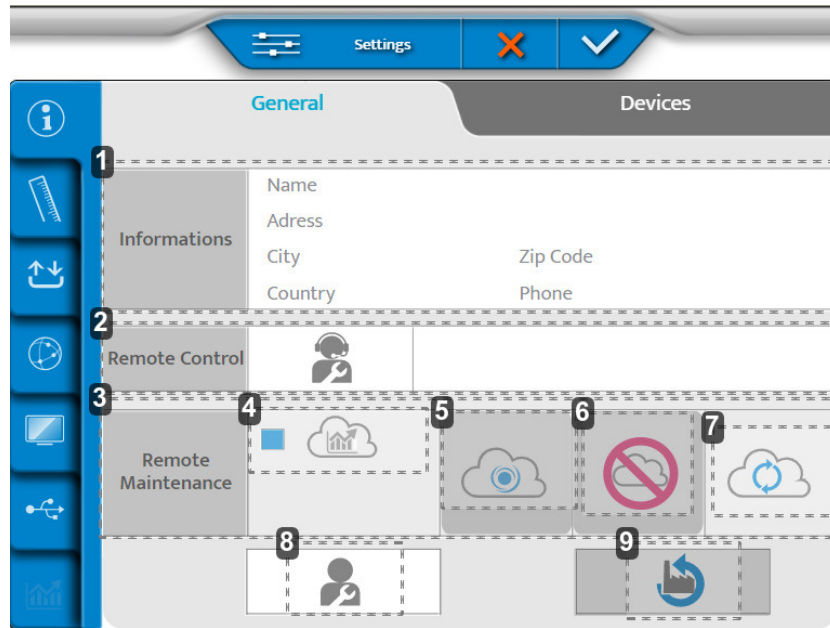 Settings
General
Devices
1
Informations
Name
Adress
City
Zip Code
Country
Phone
2
Remote Control
3
4
5
6
7
Remote
Maintenance
8
9